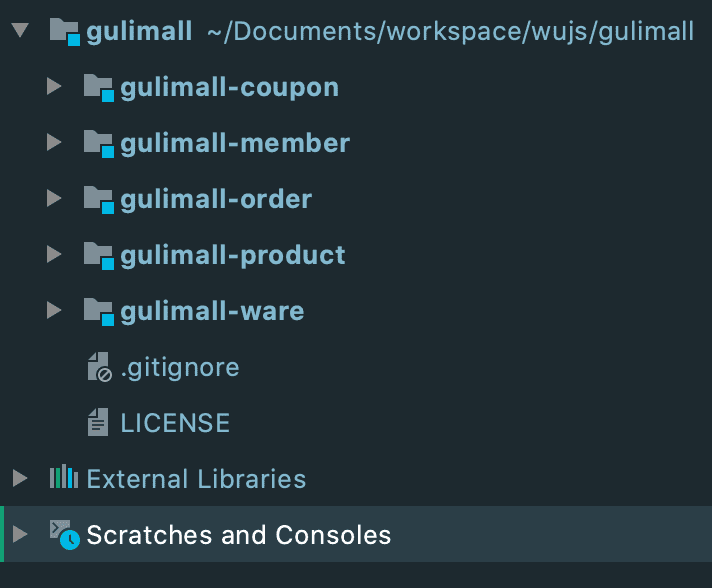 gulimall ~/Documents/workspace/wujs/gulimall
gulimall-coupon
gulimall-member
gulimall-order
gulimall-product
gulimall-ware
.gitignore
LICENSE
External Libraries
Scratches and Consoles